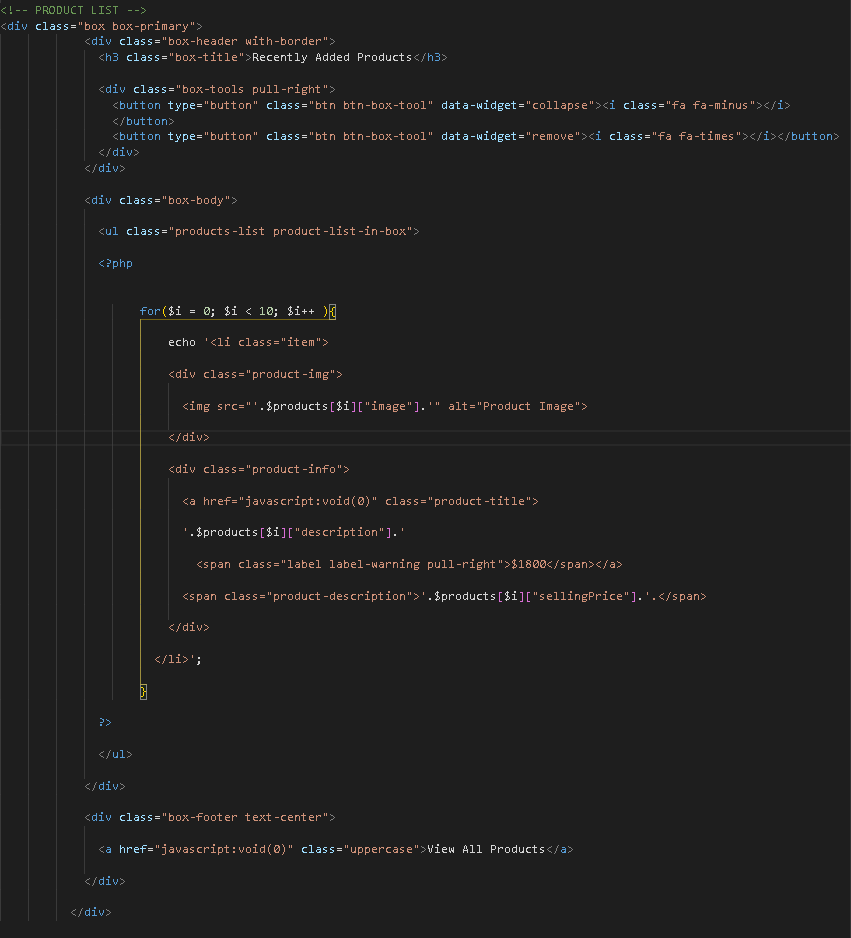 <!-- PRODUCT LIST -->
<div class="box box-primary">
<div class="box-header with-border">
<h3 class="box-title">Recently Added Products</h3>
<div class="box-tools pull-right">
<button type="button" class="btn btn-box-tool" data-widget="collapse"><i class="fa fa-minus"></i>
</button>
<button type="button" class="btn btn-box-tool" data-widget="remove"><i class="fa fa-times"></i></button>
</div>
</div>
<div class="box-body">
<ul class="products-list product-list-in-box">
<?php
for($i = 0; $i < 10; $i++ ){
echo '<li class="item">
<div class="product-img">
<img src="'.$products[$i]["image"].'" alt="Product Image">
</div>
<div class="product-info">
<a href="javascript:void(0)" class="product-title">
'.$products[$i]["description"].'
<span class="label label-warning pull-right">$1800</span></a>
<span class="product-description">'.$products[$i]["sellingPrice"].'.</span>
</div>
</li>';
}
?>
</ul>
</div>
<div class="box-footer text-center">
<a href="javascript:void(0)" class="uppercase">View All Products</a>
</div>
</div>